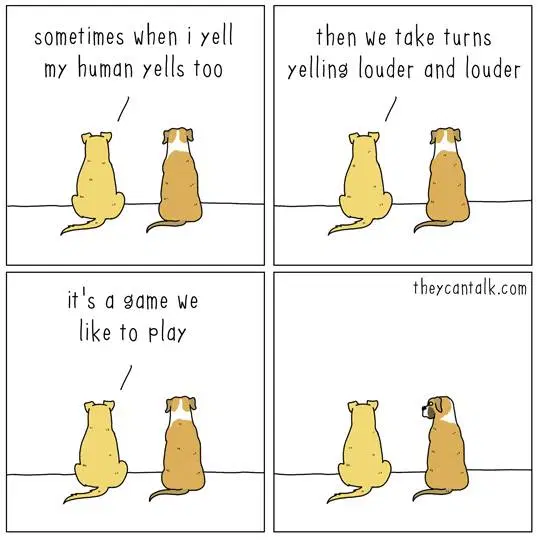 sometimes when i yell
my human yells too
then we take turns
yelling louder and louder
it's a game we
like to play
theycantalk.com